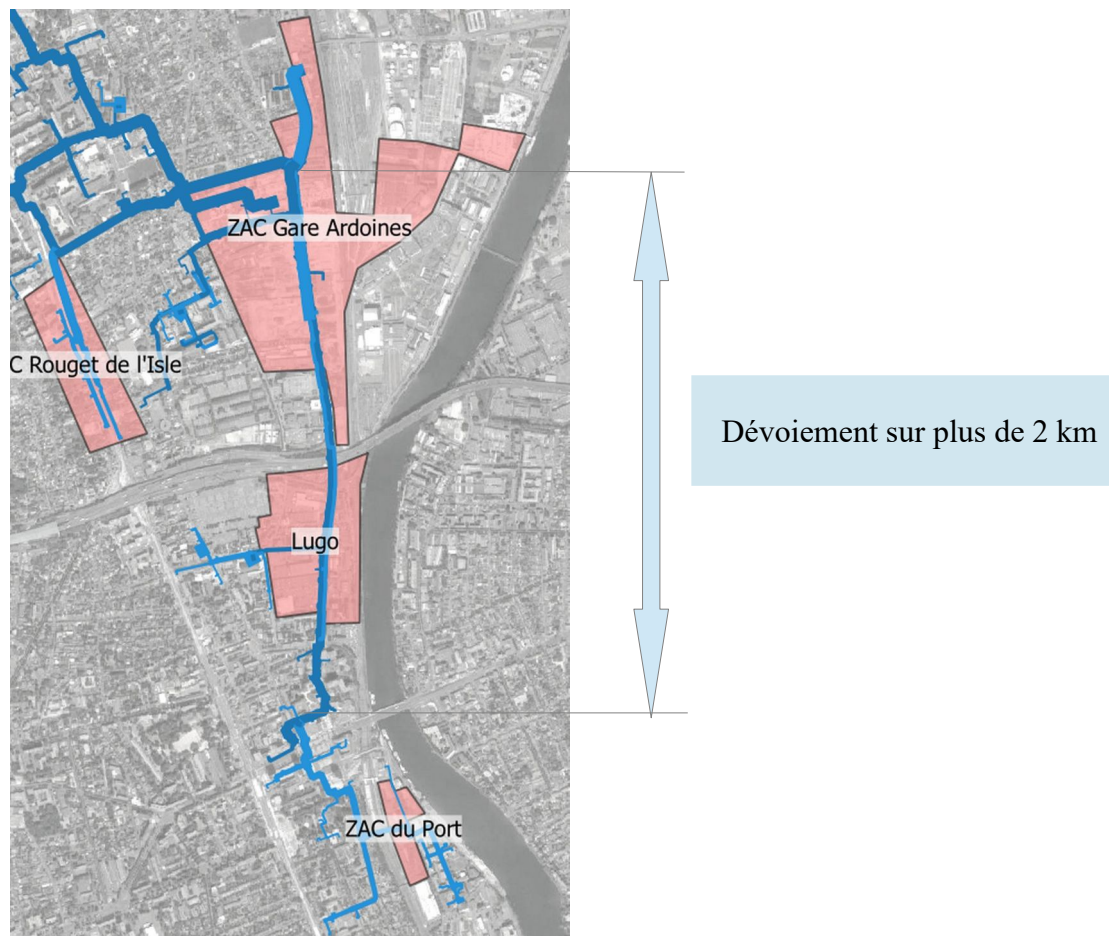 ZAC Gare Ardoines
C Rouget de l'Isle
Dévoiement sur plus de 2 km
Lugo
ZAC du Port